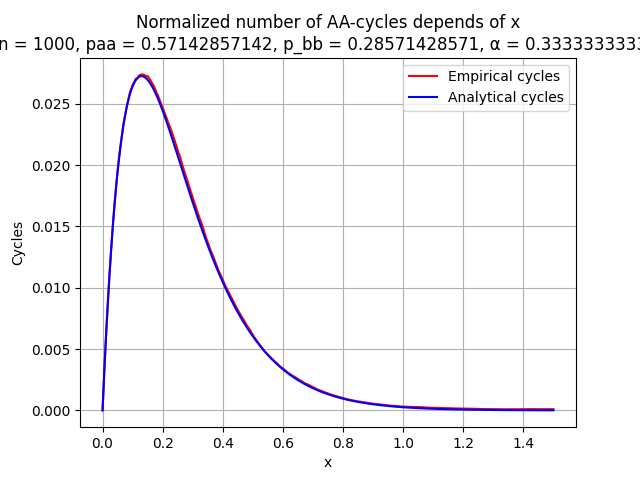 Normalized number of AA-cycles depends of x
n = 1000, paa = 0.57142857142, p_bb = 0.28571428571, α = 0.3333333333
Empirical cycles
Analytical cycles
0.025
0.020
0.015
0.010
0.005
0.000
Cycles
0.0 0.2 0.4 0.6 0.8 1.0 1.2 1.4
x